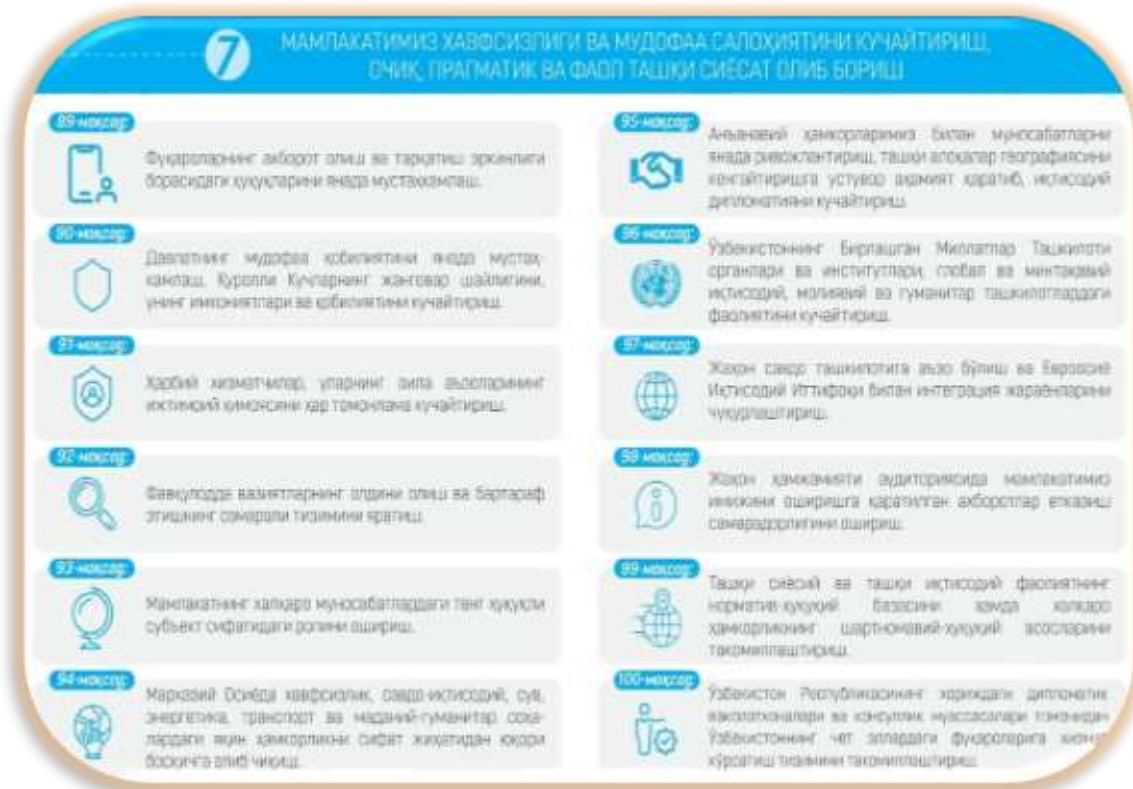 7
МАМЛАКАТИМИЗ ХАВФСИЗЛИГИ ВА МУДОФАА САЛОҲИЯТИНИ КУЧАЙТИРИШ,
ОЧИҚ, ПРАГМАТИК ВА ФАОЛ ТАШҚИ СИЁСАТ ОЛИБ БОРИШ
89-мақсад:
Фуқароларнинг ахборот олиш ва тарқатиш эркинлиги
борасидаги ҳуқуқларини янада мустаҳкамлаш.
90-мақсад:
Давлатнинг мудофаа қобилиятини янада мустаҳ-
камлаш, Қуролли Кучларнинг жанговар шайлигини,
унинг имкониятлари ва қобилиятини кучайтириш.
91-мақсад:
Ҳарбий хизматчилар, уларнинг оила аъзоларининг
ижтимоий ҳимоясини ҳар томонлама кучайтириш.
92-мақсад:
Фавқулодда вазиятларнинг олдини олиш ва бартараф
этишнинг самарали тизимини яратиш.
93-мақсад:
Мамлакатнинг халқаро муносабатлардаги тенг ҳуқуқли
субъект сифатидаги ролини ошириш.
94-мақсад:
Марказий Осиёда хавфсизлик, савдо-иқтисодий, сув,
энергетика, транспорт ва маданий-гуманитар соҳа-
лардаги яқин ҳамкорликни сифат жиҳатидан юқори
босқичга олиб чиқиш.
95-мақсад:
Анъанавий ҳамкорларимиз билан муносабатларни
янада ривожлантириш, ташқи алоқалар географиясини
кенгайтиришга устувор аҳамият қаратиб, иқтисодий
дипломатияни кучайтириш.
96-мақсад:
Ўзбекистоннинг Бирлашган Миллатлар Ташкилоти
органлари ва институтлари, глобал ва минтақавий
иқтисодий, молиявий ва гуманитар ташкилотлардаги
фаолиятини кучайтириш.
97-мақсад:
Жаҳон савдо ташкилотига аъзо бўлиш ва Евроосиё
Иқтисодий Иттифоқи билан интеграция жараёнларини
чуқурлаштириш.
98-мақсад:
Жаҳон ҳамжамияти аудиториясида мамлакатимиз
имижини оширишга қаратилган ахборотлар етказиш
самарадорлигини ошириш.
99-мақсад:
Ташқи сиёсий ва ташқи иқтисодий фаолиятнинг
норматив-ҳуқуқий базасини ҳамда халқаро
ҳамкорликнинг шартномавий-ҳуқуқий асосларини
такомиллаштириш.
100-мақсад:
Ўзбекистон Республикасининг хориждаги дипломатик
ваколатхоналари ва консуллик муассасалари томонидан
Ўзбекистоннинг чет эллардаги фуқароларига хизмат
кўрсатиш тизимини такомиллаштириш.